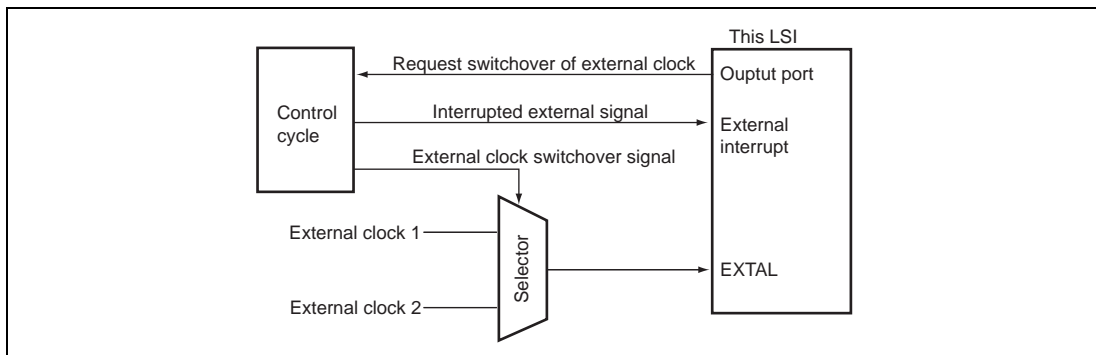 This LSI
Request switchover of external clock
Ouptut port
Control
cycle
Interrupted external signal
External
interrupt
External clock switchover signal
External clock 1
Selector
EXTAL
External clock 2